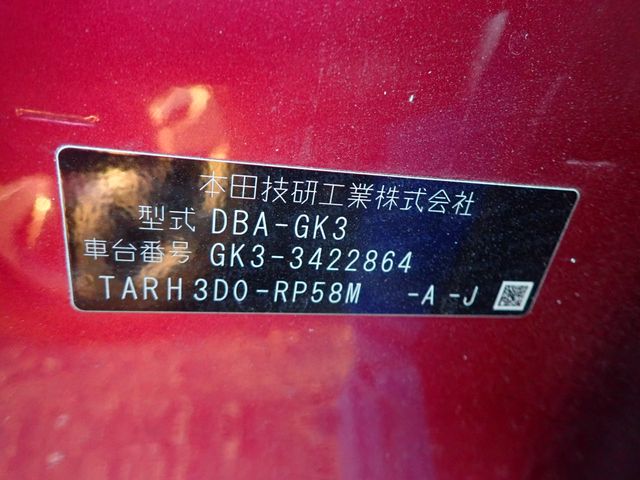 本田技研工業株式会社
型式 DBA-GK3
車台番号 GK3-3422864
TARH3D0-RP58M -A -J